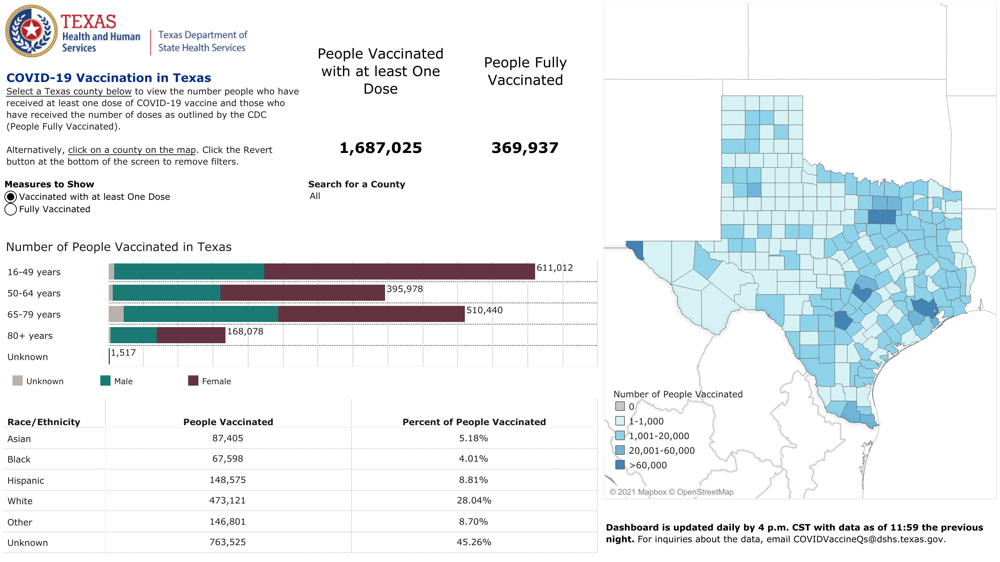 TEXAS
Health and Human
Services
Texas Department of
State Health Services
COVID-19 Vaccination in Texas
Select a Texas county below to view the number people who have
received at least one dose of COVID-19 vaccine and those who
have received the number of doses as outlined by the CDC
(People Fully Vaccinated).
Alternatively, click on a county on the map. Click the Revert
button at the bottom of the screen to remove filters.
People Vaccinated
with at least One
Dose
1,687,025
People Fully
Vaccinated
369,937
Measures to Show
Vaccinated with at least One Dose
Fully Vaccinated
Search for a County
All
Number of People Vaccinated in Texas
16-49 years 611,012
50-64 years 395,978
65-79 years 510,440
80+ years 168,078
Unknown 1,517
Unknown Male Female
Race/Ethnicity People Vaccinated Percent of People Vaccinated
Asian 87,405 5.18%
Black 67,598 4.01%
Hispanic 148,575 8.81%
White 473,121 28.04%
Other 146,801 8.70%
Unknown 763,525 45.26%
Number of People Vaccinated
0
1-1,000
1,001-20,000
20,001-60,000
>60,000
© 2021 Mapbox © OpenStreetMap
Dashboard is updated daily by 4 p.m. CST with data as of 11:59 the previous
night. For inquiries about the data, email COVIDVaccineQs@dshs.texas.gov.